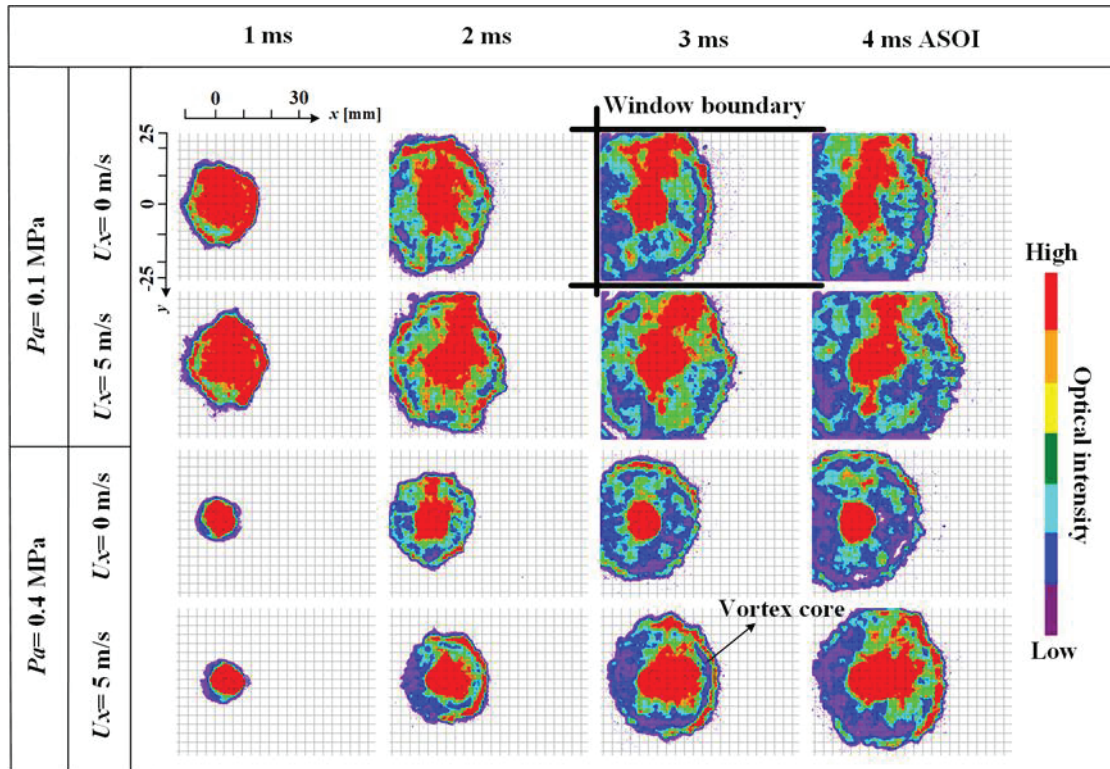 1 ms
2 ms
3 ms
4 ms ASOI
Pa= 0.1 MPa
Ux= 0 m/s
0
30
x [mm]
25
0
-25
y
Window boundary
Ux= 5 m/s
Pa= 0.4 MPa
Ux= 0 m/s
Ux= 5 m/s
Vortex core
High
Optical intensity
Low